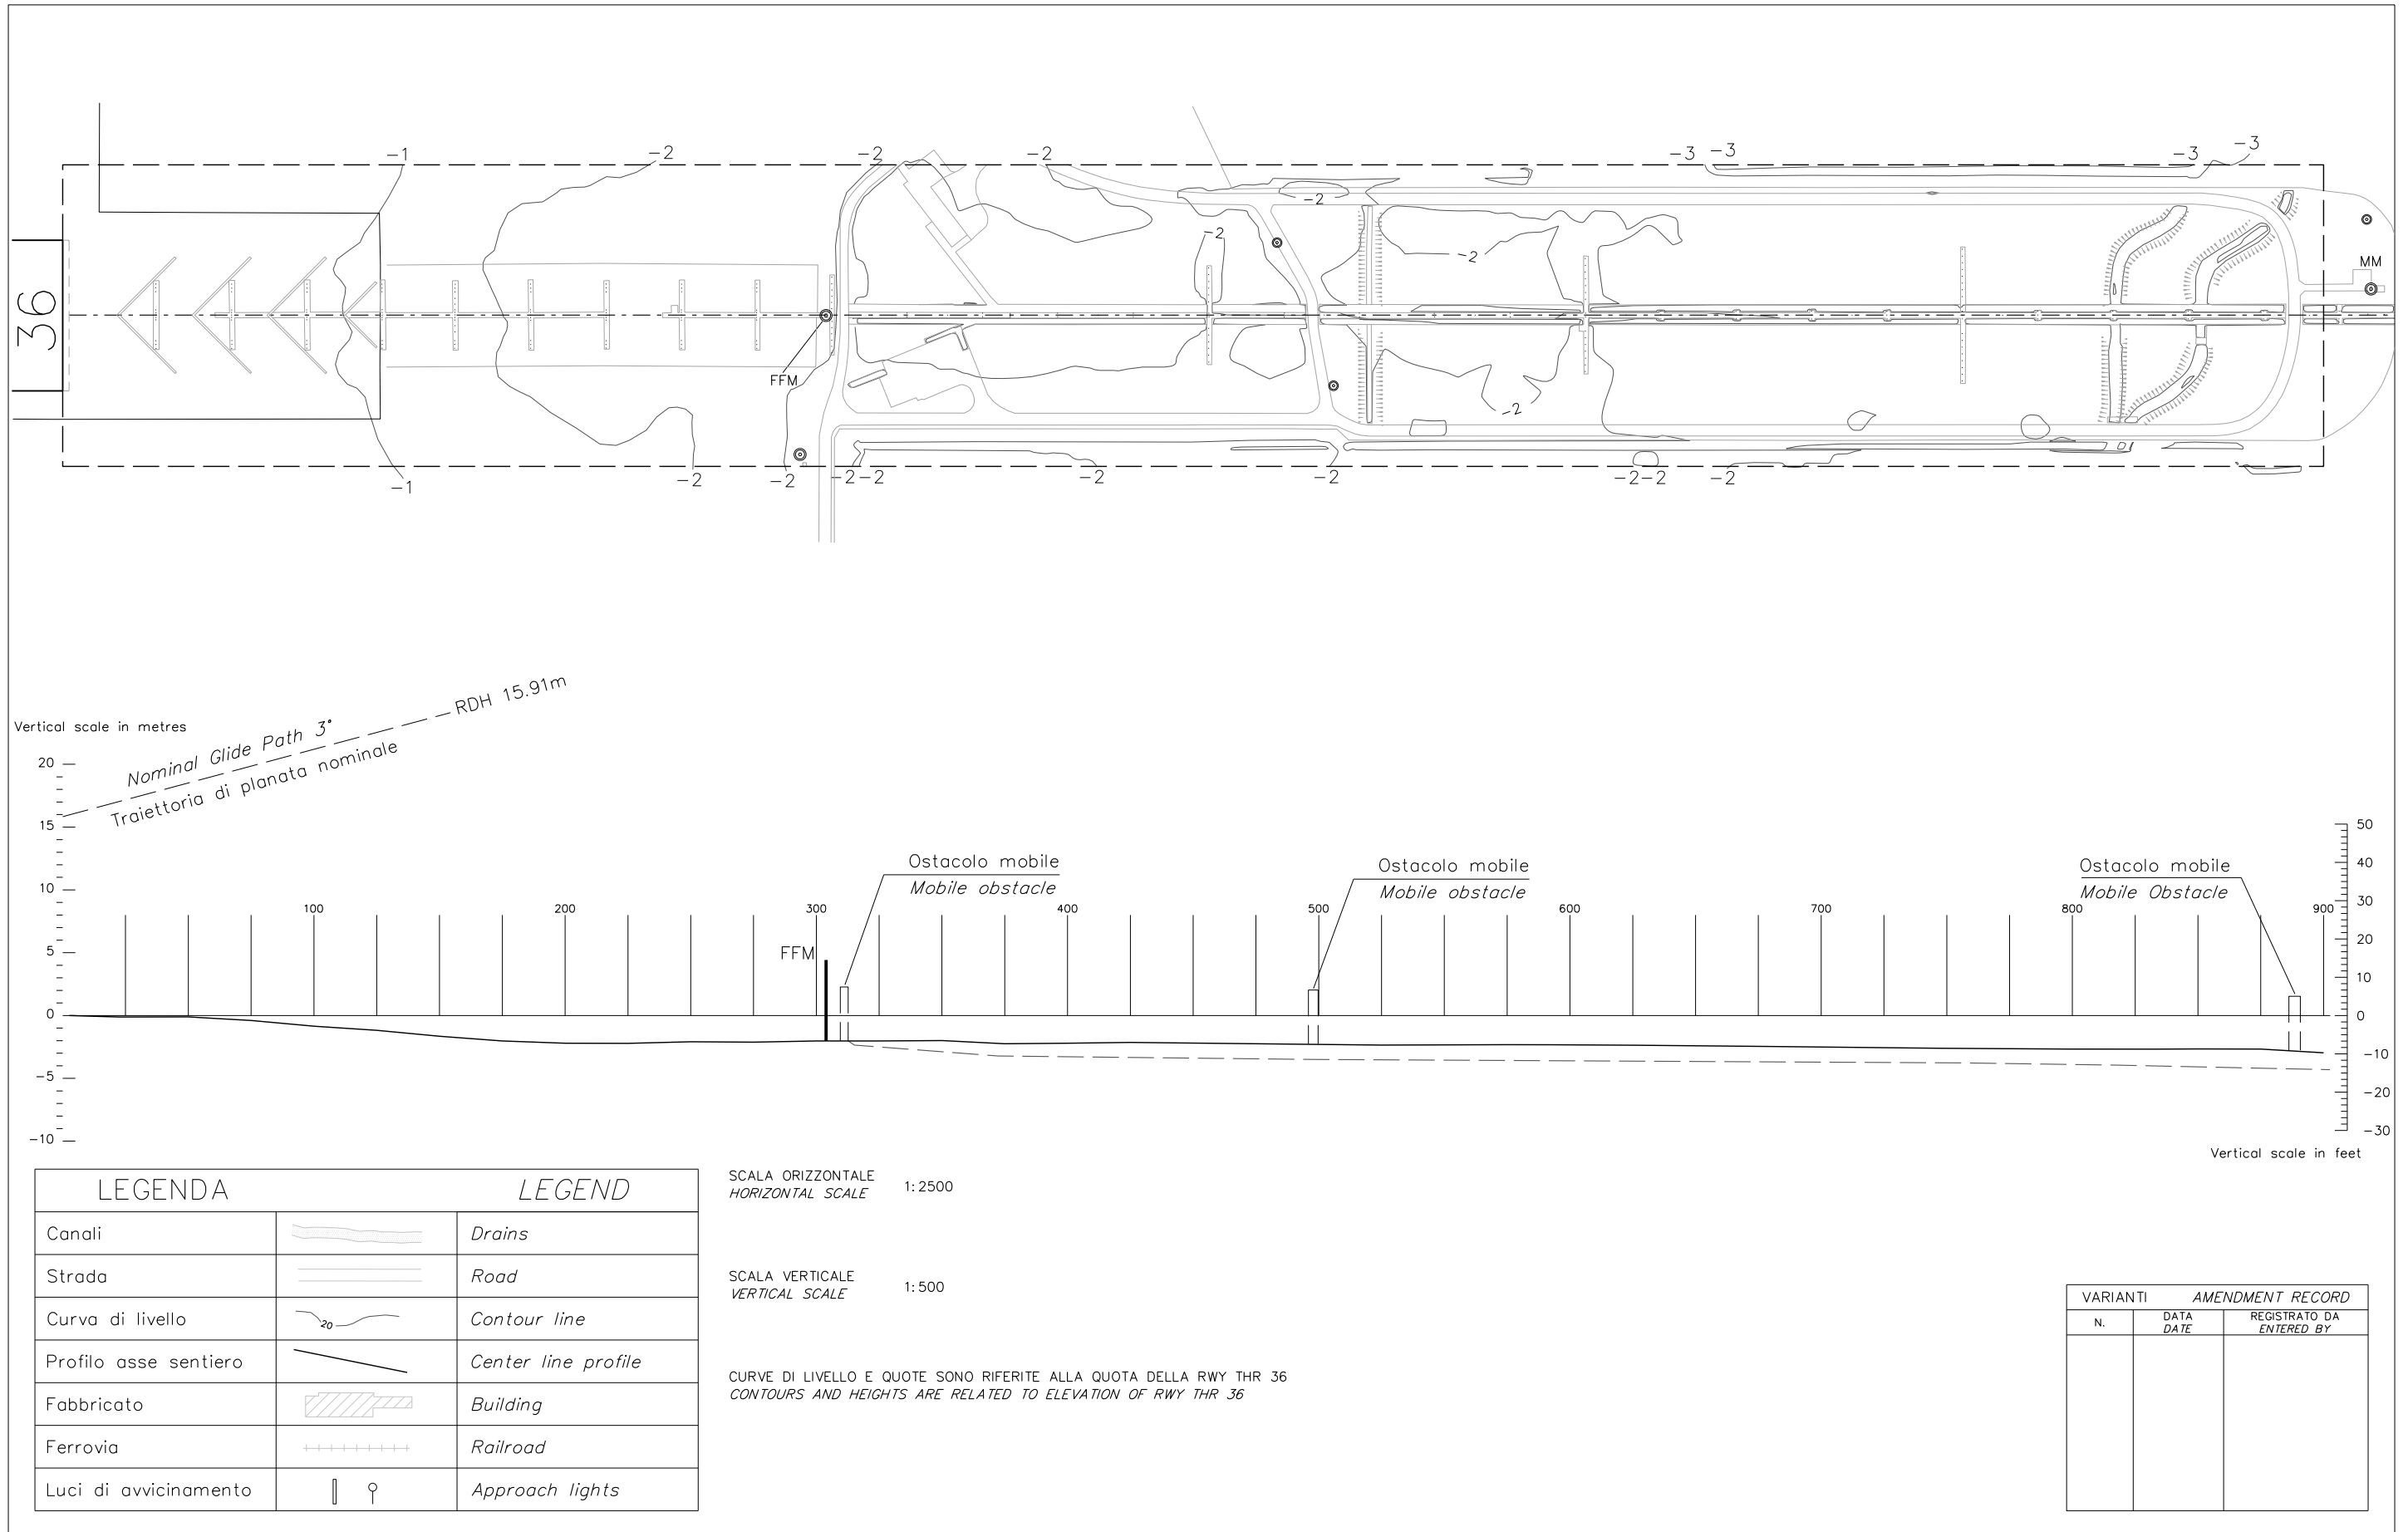 -1
-2
-2
-2
-3
-3
-3
-3
-2
-2
-2
-2
36
MM
FFM
-1
-2
-2
-2-2
-2
-2
-2-2
-2
RDH 15.91m
Vertical scale in metres
Nominal Glide Path 3°
Traiettoria di planata nominale
20
15
10
5
0
-5
-10
Ostacolo mobile
Mobile obstacle
Ostacolo mobile
Mobile obstacle
Ostacolo mobile
Mobile Obstacle
100
200
300
400
500
600
700
800
900
FFM
50
40
30
20
10
0
-10
-20
-30
Vertical scale in feet
LEGENDA LEGEND
Canali Drains
Strada Road
Curva di livello 20 Contour line
Profilo asse sentiero Center line profile
Fabbricato Building
Ferrovia Railroad
Luci di avvicinamento Approach lights
SCALA ORIZZONTALE
HORIZONTAL SCALE
1:2500
SCALA VERTICALE
VERTICAL SCALE
1:500
CURVE DI LIVELLO E QUOTE SONO RIFERITE ALLA QUOTA DELLA RWY THR 36
CONTOURS AND HEIGHTS ARE RELATED TO ELEVATION OF RWY THR 36
VARIANTI AMENDMENT RECORD
N.
DATA
DATE
REGISTRATO DA
ENTERED BY